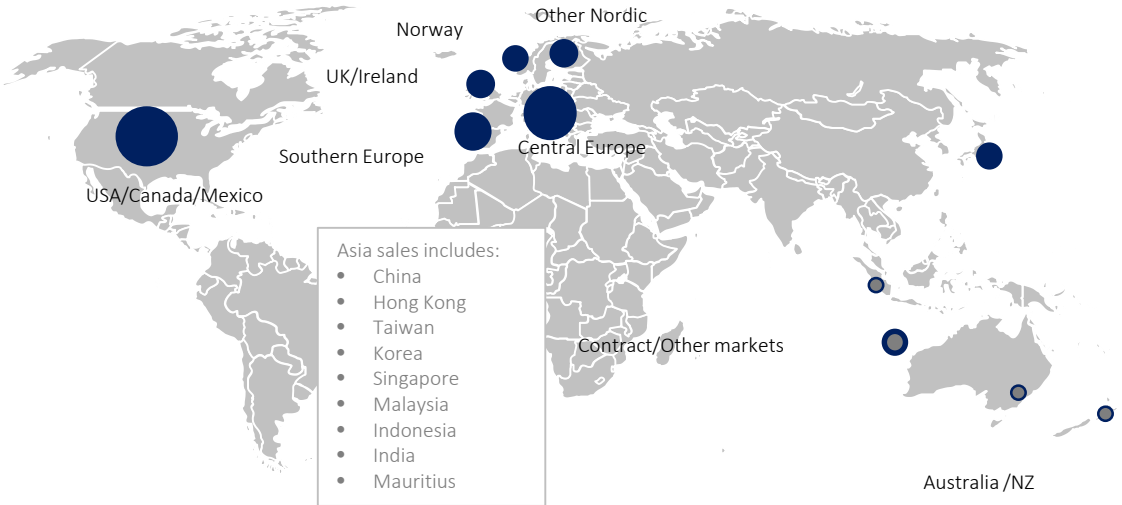 Other Nordic
Norway
UK/Ireland
Central Europe
Southern Europe
USA/Canada/Mexico
Asia sales includes:
• China
• Hong Kong
• Taiwan
• Korea
• Singapore
• Malaysia
• Indonesia
• India
• Mauritius
Contract/Other markets
Australia /NZ